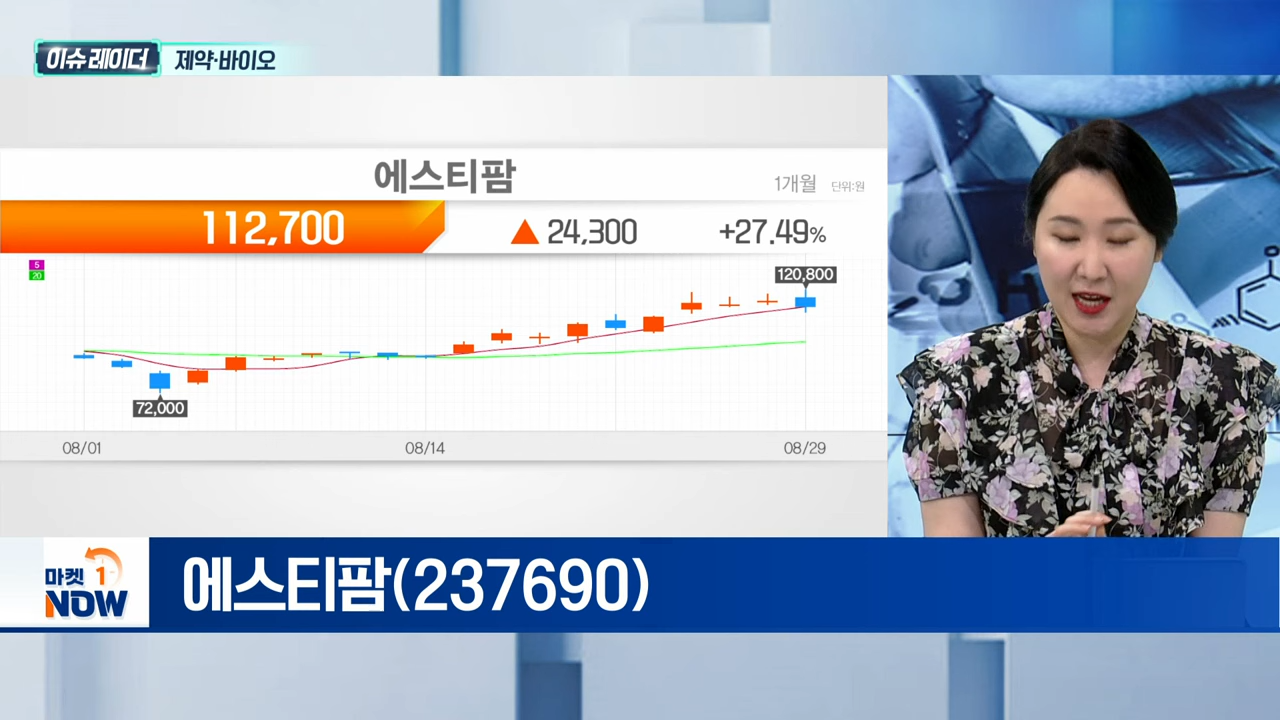 이슈 레이더 제약·바이오
에스티팜
1개월 단위:원
112,700 ▲ 24,300 +27.49%
5
20
120,800
72,000
08/01 08/14 08/29
마켓 1
NOW
에스티팜(237690)
H